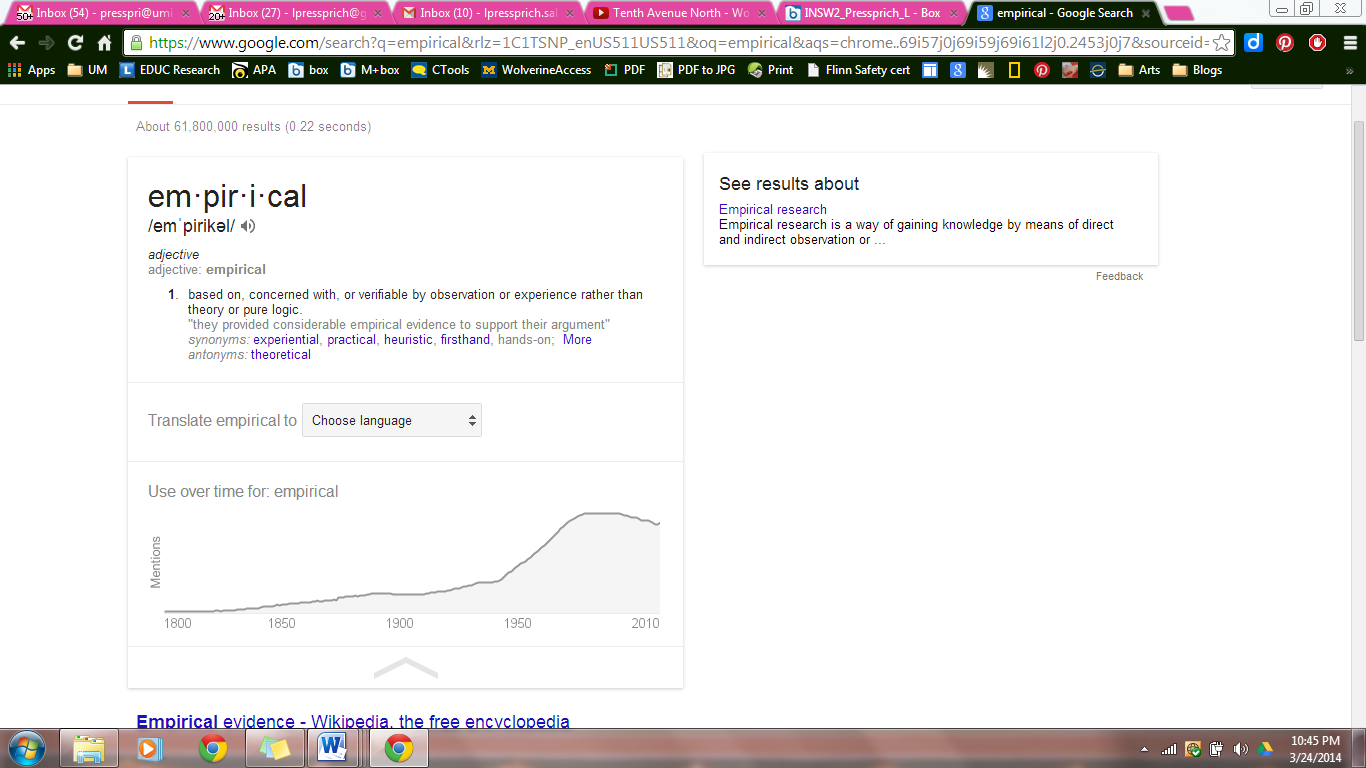 Inbox (54) - presspri@umi
Inbox (27) - lpressprich@g
Inbox (10) - lpressprich.sal
Tenth Avenue North - Wo
INSW2_Pressprich_L - Box
empirical - Google Search
https://www.google.com/search?q=empirical&rlz=1C1TSNP_enUS511US511&oq=empirical&aqs=chrome..69i57j0j69i59j69i61l2j0.2453j0j7&sourceid=
Apps UM EDUC Research APA box M+box CTools WolverineAccess PDF PDF to JPG Print Flinn Safety cert Arts Blogs »
About 61,800,000 results (0.22 seconds)
em·pir·i·cal
/emˈpirikəl/
adjective
adjective: empirical
1. based on, concerned with, or verifiable by observation or experience rather than
theory or pure logic.
"they provided considerable empirical evidence to support their argument"
synonyms: experiential, practical, heuristic, firsthand, hands-on; More
antonyms: theoretical
Translate empirical to Choose language
Use over time for: empirical
Mentions
1800 1850 1900 1950 2010
See results about
Empirical research
Empirical research is a way of gaining knowledge by means of direct
and indirect observation or ...
Feedback
Empirical evidence - Wikipedia, the free encyclopedia
10:45 PM
3/24/2014